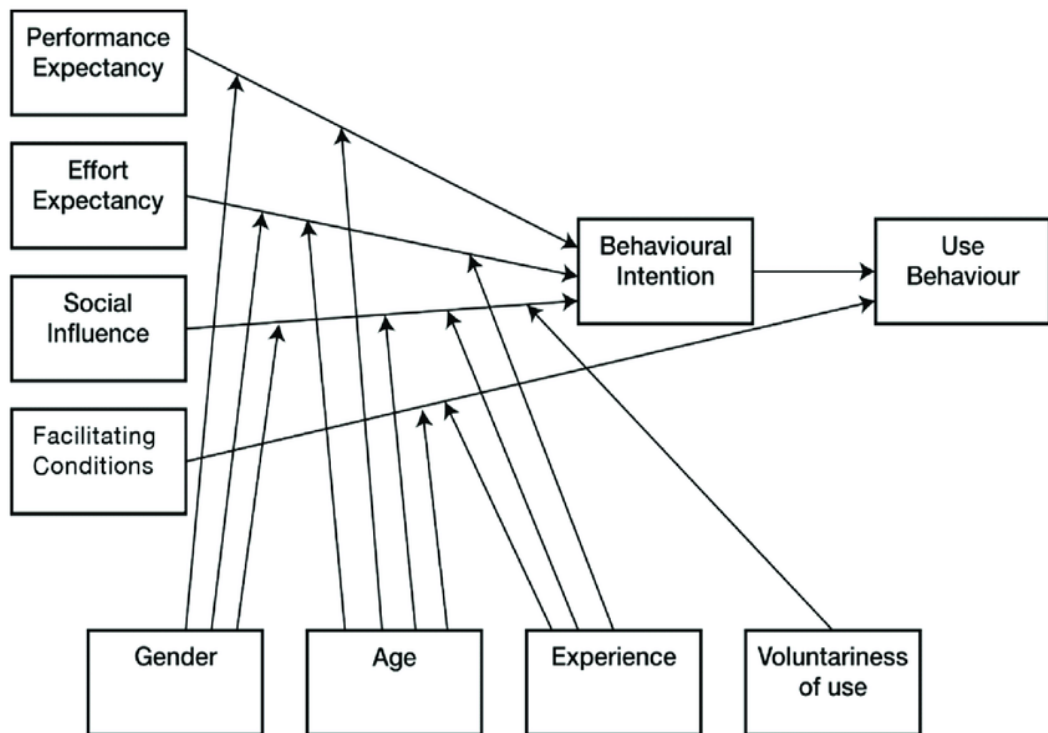 Performance
Expectancy
Effort
Expectancy
Social
Influence
Facilitating
Conditions
Behavioural
Intention
Use
Behaviour
Gender
Age
Experience
Voluntariness
of use